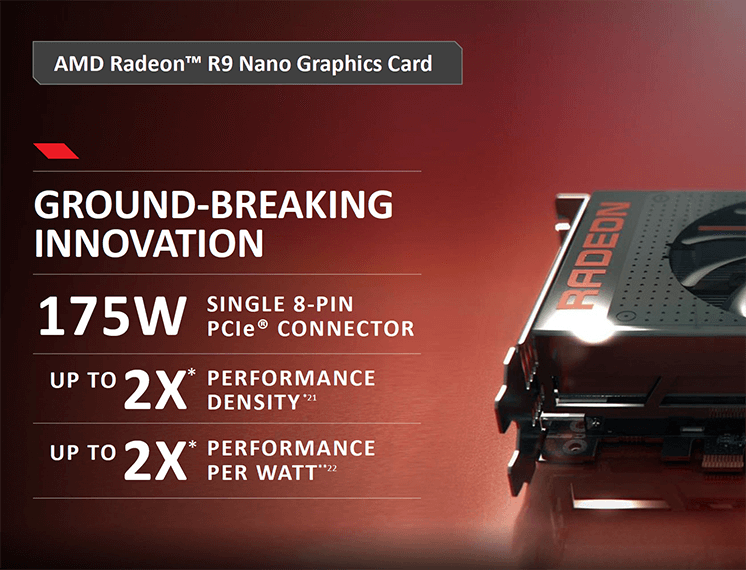 AMD Radeon™ R9 Nano Graphics Card
GROUND-BREAKING
INNOVATION
175W SINGLE 8-PIN
PCIe® CONNECTOR
UP TO 2X* PERFORMANCE
DENSITY*21
UP TO 2X* PERFORMANCE
PER WATT**22
RADEON